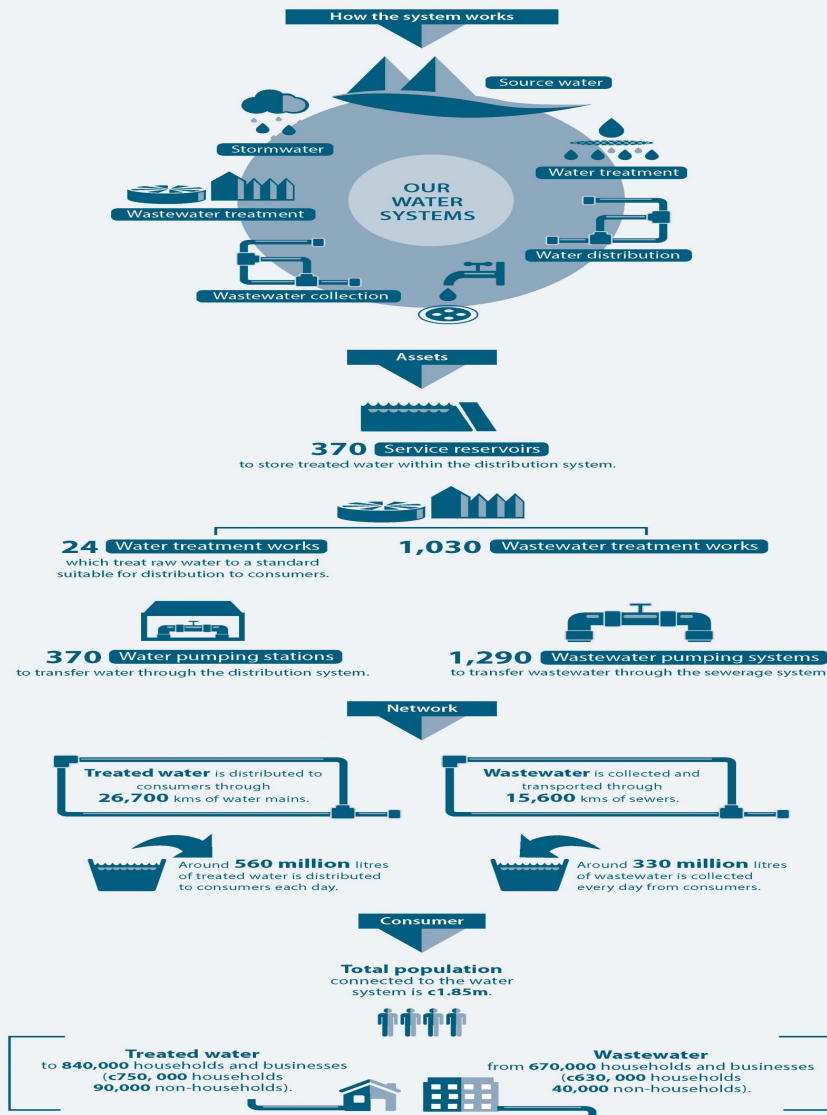 How the system works
Source water
Stormwater
Water treatment
OUR
WATER
SYSTEMS
Wastewater treatment
Water distribution
Wastewater collection
Assets
370 Service reservoirs
to store treated water within the distribution system.
24 Water treatment works
which treat raw water to a standard
suitable for distribution to consumers.
1,030 Wastewater treatment works
370 Water pumping stations
to transfer water through the distribution system.
1,290 Wastewater pumping systems
to transfer wastewater through the sewerage system
Network
Treated water is distributed to
consumers through
26,700 kms of water mains.
Wastewater is collected and
transported through
15,600 kms of sewers.
Around 560 million litres
of treated water is distributed
to consumers each day.
Around 330 million litres
of wastewater is collected
every day from consumers.
Consumer
Total population
connected to the water
system is c1.85m.
Treated water
to 840,000 households and businesses
(c750, 000 households
90,000 non-households).
Wastewater
from 670,000 households and businesses
(c630, 000 households
40,000 non-households).